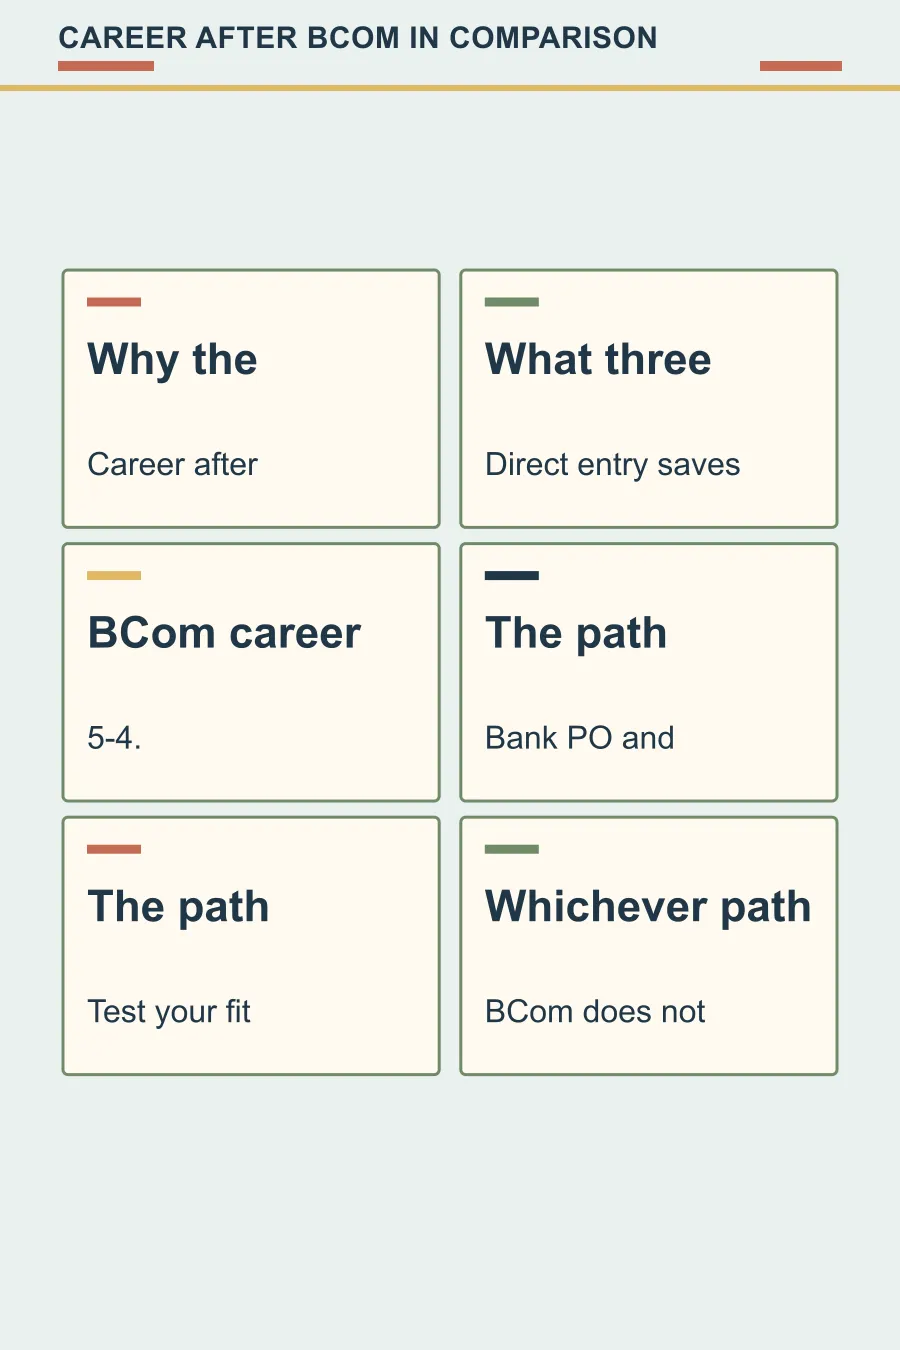 CAREER AFTER BCOM IN COMPARISON
Why the
Career after
What three
Direct entry saves
BCom career
5-4.
The path
Bank PO and
The path
Test your fit
Whichever path
BCom does not